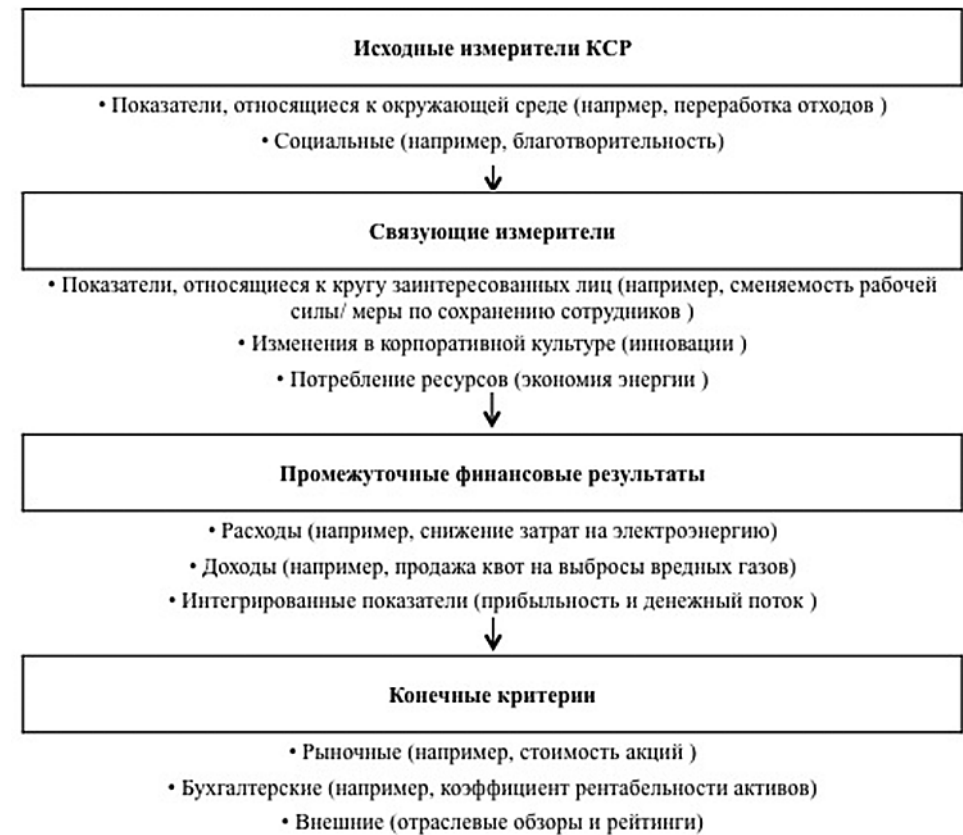 Исходные измерители КСР
• Показатели, относящиеся к окружающей среде (напрмер, переработка отходов )
• Социальные (например, благотворительность)
Связующие измерители
• Показатели, относящиеся к кругу заинтересованных лиц (например, сменяемость рабочей
силы/ меры по сохранению сотрудников )
• Изменения в корпоративной культуре (инновации )
• Потребление ресурсов (экономия энергии )
Промежуточные финансовые результаты
• Расходы (например, снижение затрат на электроэнергию)
• Доходы (например, продажа квот на выбросы вредных газов)
• Интегрированные показатели (прибыльность и денежный поток )
Конечные критерии
• Рыночные (например, стоимость акций )
• Бухгалтерские (например, коэффициент рентабельности активов)
• Внешние (отраслевые обзоры и рейтинги)